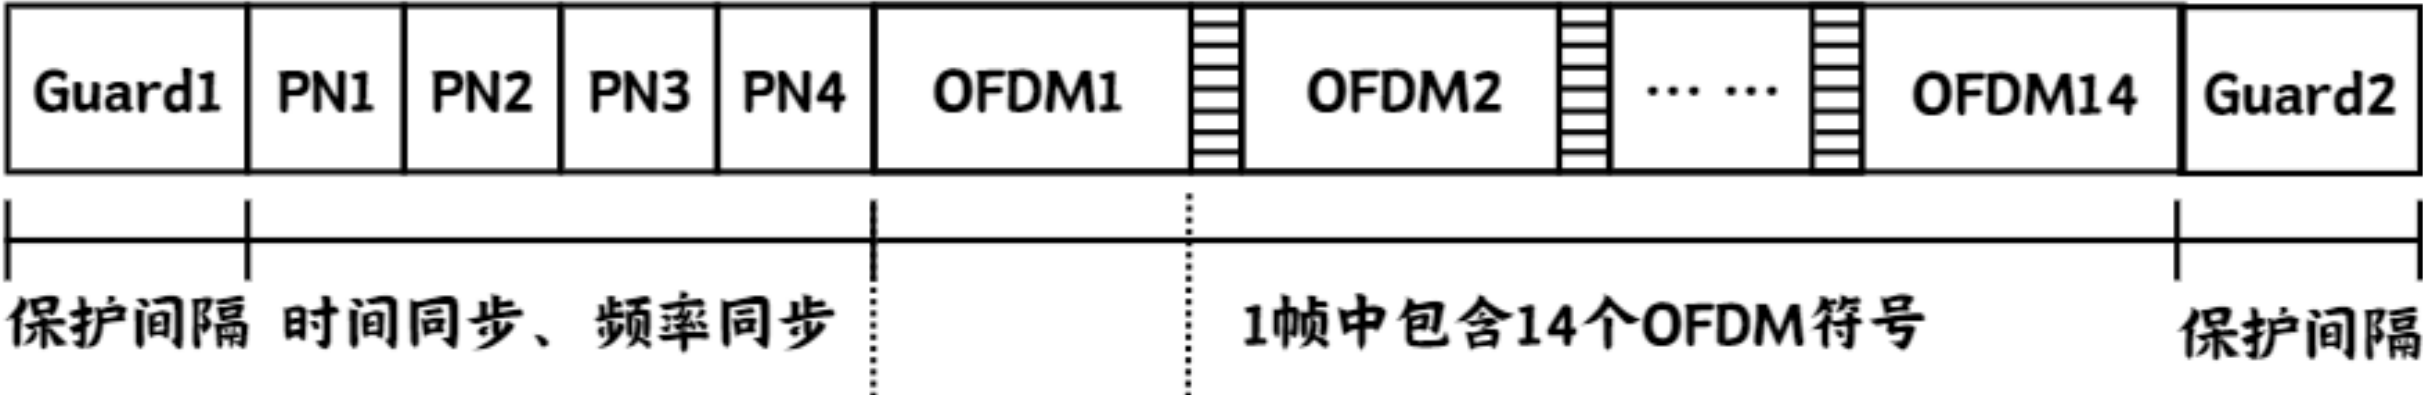 Guard1 PN1 PN2 PN3 PN4 OFDM1 OFDM2 … … OFDM14 Guard2
保护间隔 时间同步、频率同步 1帧中包含14个OFDM符号 保护间隔